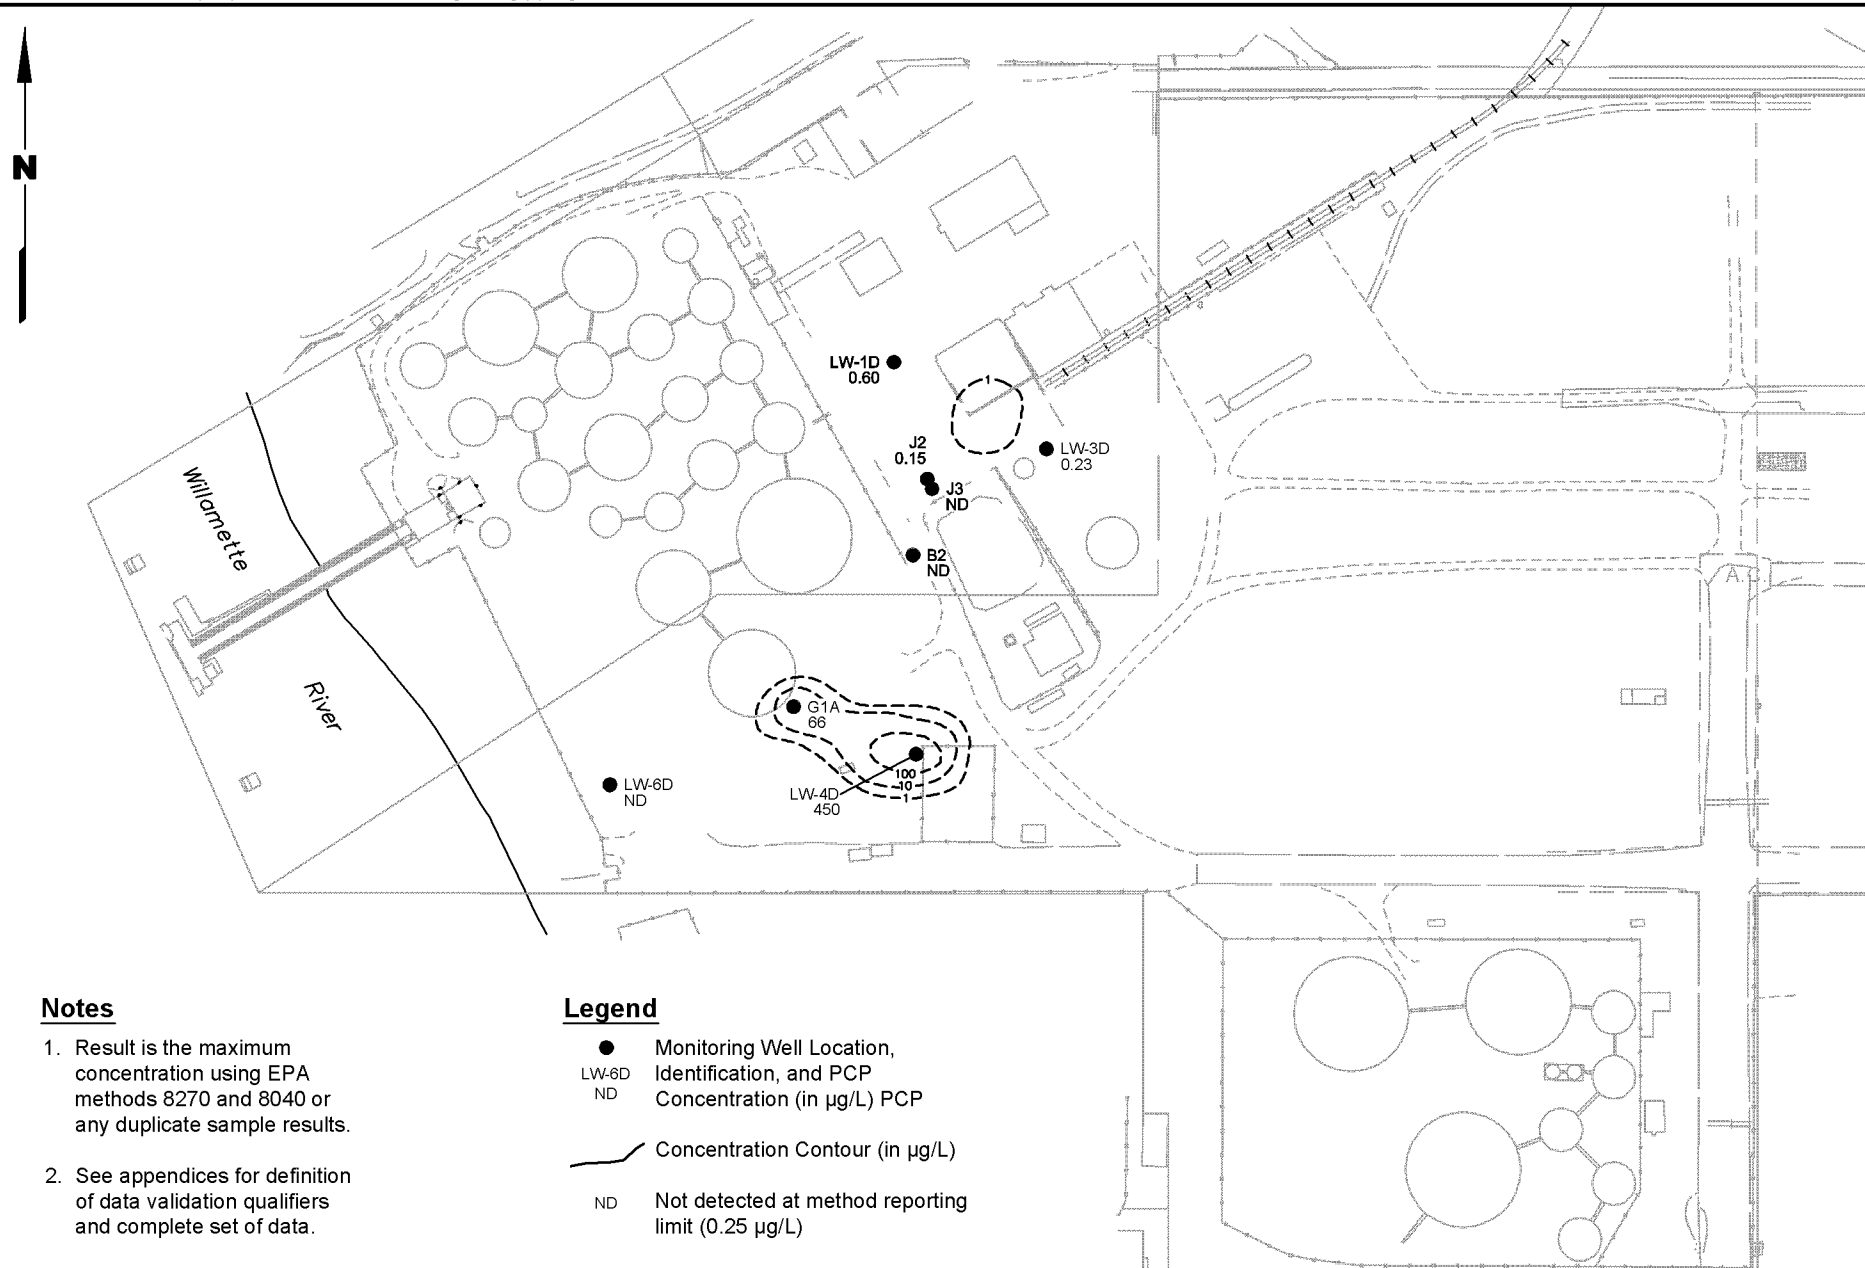 N
LW-1D
0.60
1
J2
0.15
LW-3D
0.23
J3
ND
B2
ND
Willamette
River
A
G1A
66
LW-6D
ND
LW-4D
450
100
10
1
Notes
1. Result is the maximum
concentration using EPA
methods 8270 and 8040 or
any duplicate sample results.
2. See appendices for definition
of data validation qualifiers
and complete set of data.
Legend
LW-6D
ND
Monitoring Well Location,
Identification, and PCP
Concentration (in µg/L) PCP
Concentration Contour (in µg/L)
ND Not detected at method reporting
limit (0.25 µg/L)